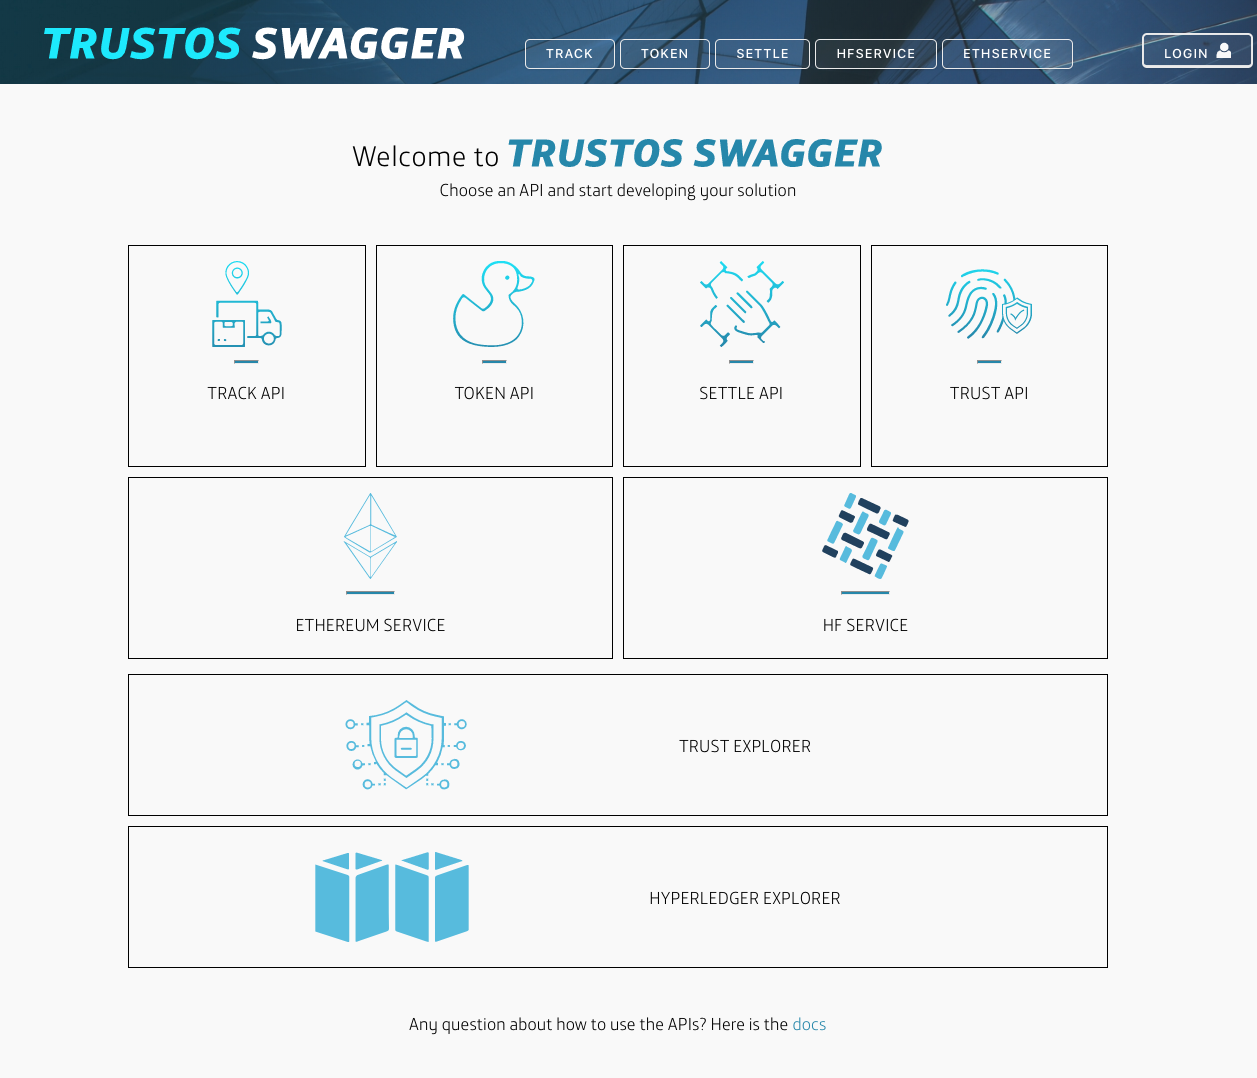 TRUSTOS SWAGGER
TRACK TOKEN SETTLE HFSERVICE ETHSERVICE LOGIN
Welcome to TRUSTOS SWAGGER
Choose an API and start developing your solution
TRACK API
TOKEN API
SETTLE API
TRUST API
ETHEREUM SERVICE
HF SERVICE
TRUST EXPLORER
HYPERLEDGER EXPLORER
Any question about how to use the APIs? Here is the docs